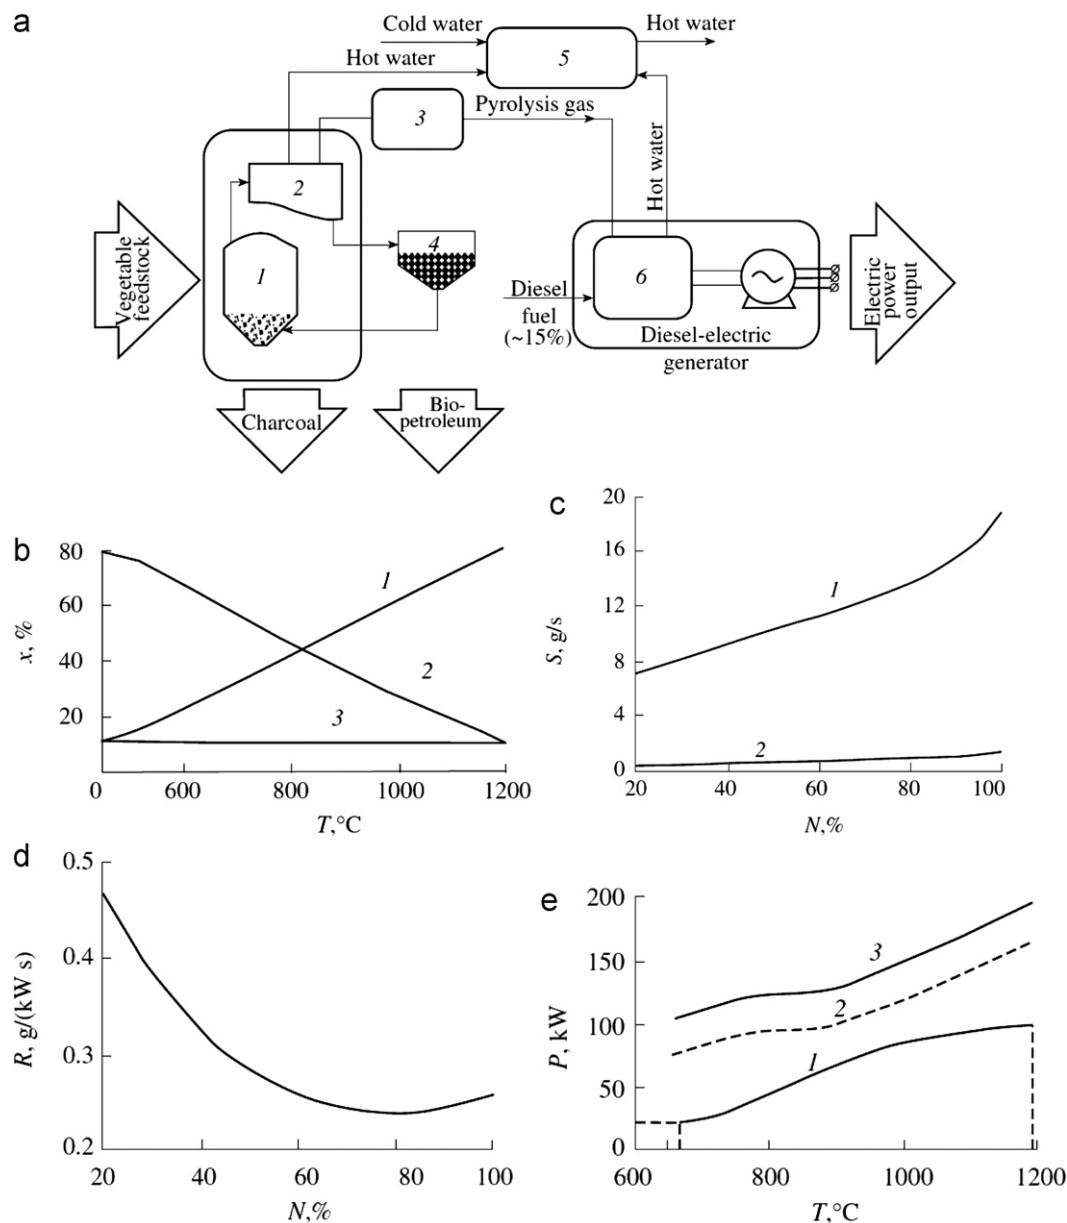 a
Cold water
Hot water
Hot water
5
Pyrolysis gas
3
Hot water
2
4
Vegetable
feedstock
1
6
Diesel
fuel
(~15%)
Diesel-electric
generator
Electric
power
output
Charcoal
Bio-
petroleum
b
80
60
40
20
x, %
1
2
3
0 600 800 1000 1200
T,°C
c
20
16
12
8
4
0
S, g/s
1
2
20 40 60 80 100
N,%
d
0.5
0.4
0.3
0.2
R, g/(kW s)
20 40 60 80 100
N,%
e
200
150
100
50
0
P, kW
3
2
1
600 800 1000 1200
T,°C